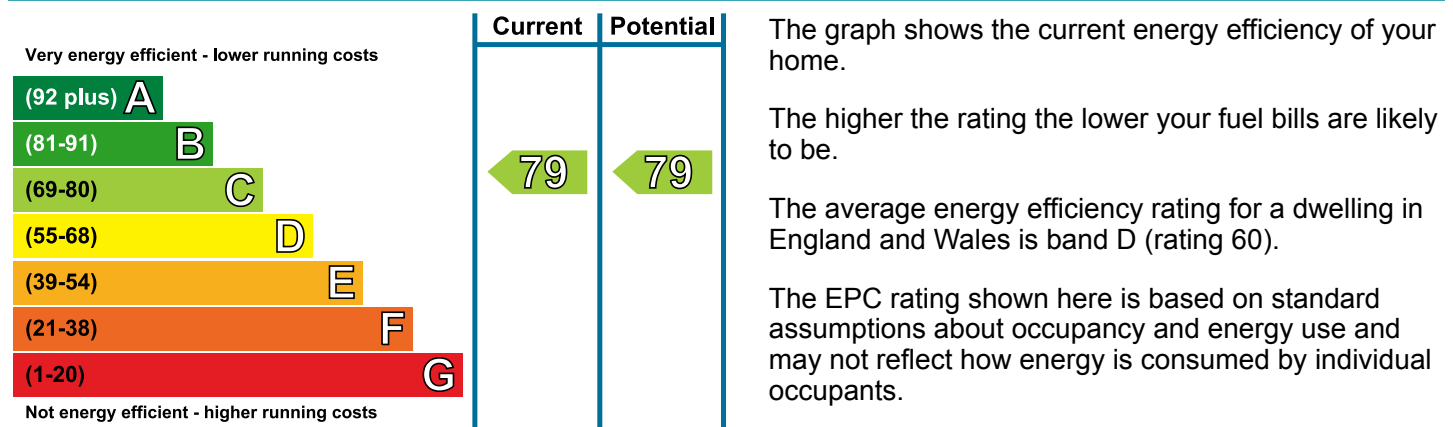 Current Potential
Very energy efficient - lower running costs
(92 plus) A
(81-91) B
(69-80) C
(55-68) D
(39-54) E
(21-38) F
(1-20) G
Not energy efficient - higher running costs
79 79
The graph shows the current energy efficiency of your
home.
The higher the rating the lower your fuel bills are likely
to be.
The average energy efficiency rating for a dwelling in
England and Wales is band D (rating 60).
The EPC rating shown here is based on standard
assumptions about occupancy and energy use and
may not reflect how energy is consumed by individual
occupants.